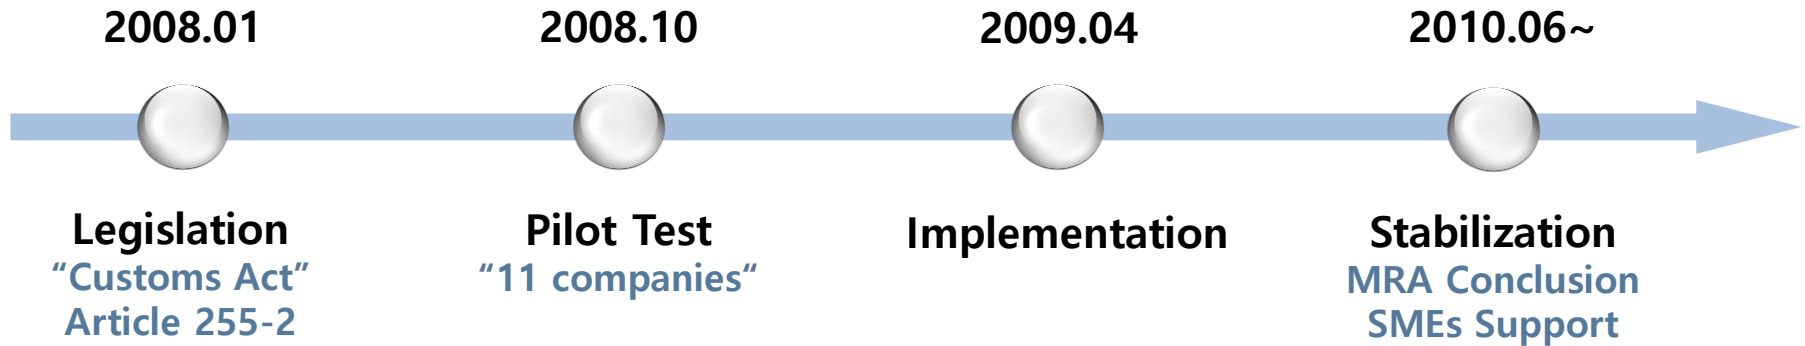 2008.01
2008.10
2009.04
2010.06~
Legislation
“Customs Act”
Article 255-2
Pilot Test
“11 companies“
Implementation
Stabilization
MRA Conclusion
SMEs Support